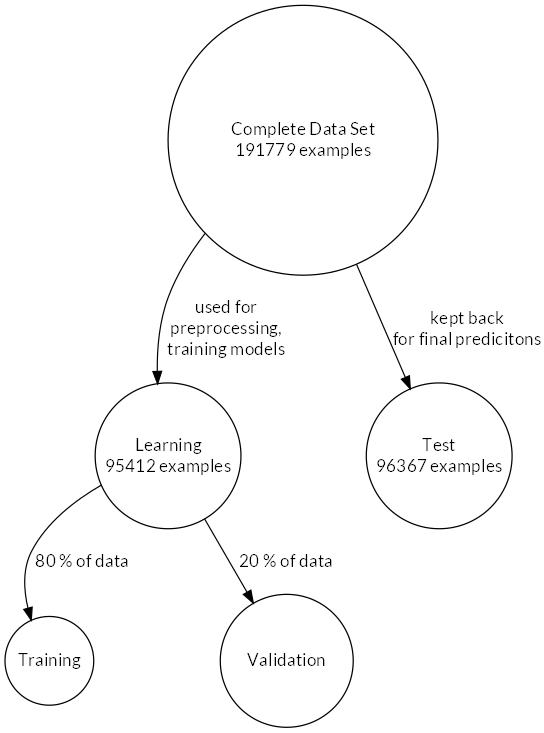 Complete Data Set
191779 examples
used for
preprocessing,
training models
kept back
for final predicitons
Learning
95412 examples
Test
96367 examples
80 % of data
20 % of data
Training
Validation